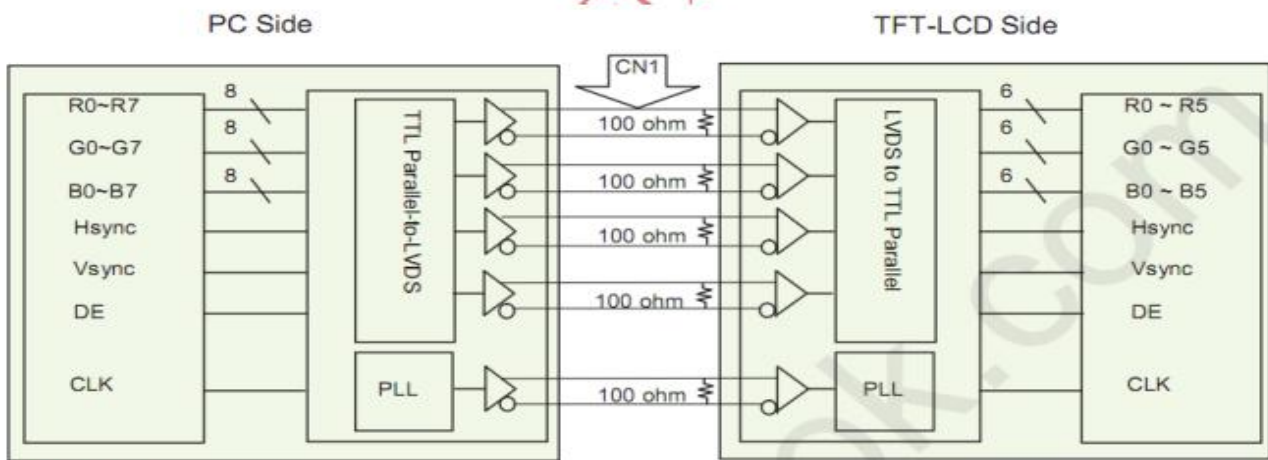 PC Side
TFT-LCD Side
CN1
R0~R7
8
G0~G7
8
B0~B7
8
Hsync
Vsync
DE
CLK
TTL Parallel-to-LVDS
PLL
100 ohm
100 ohm
100 ohm
100 ohm
100 ohm
LVDS to TTL Parallel
PLL
6
R0 ~ R5
6
G0 ~ G5
6
B0 ~ B5
Hsync
Vsync
DE
CLK
ok.com